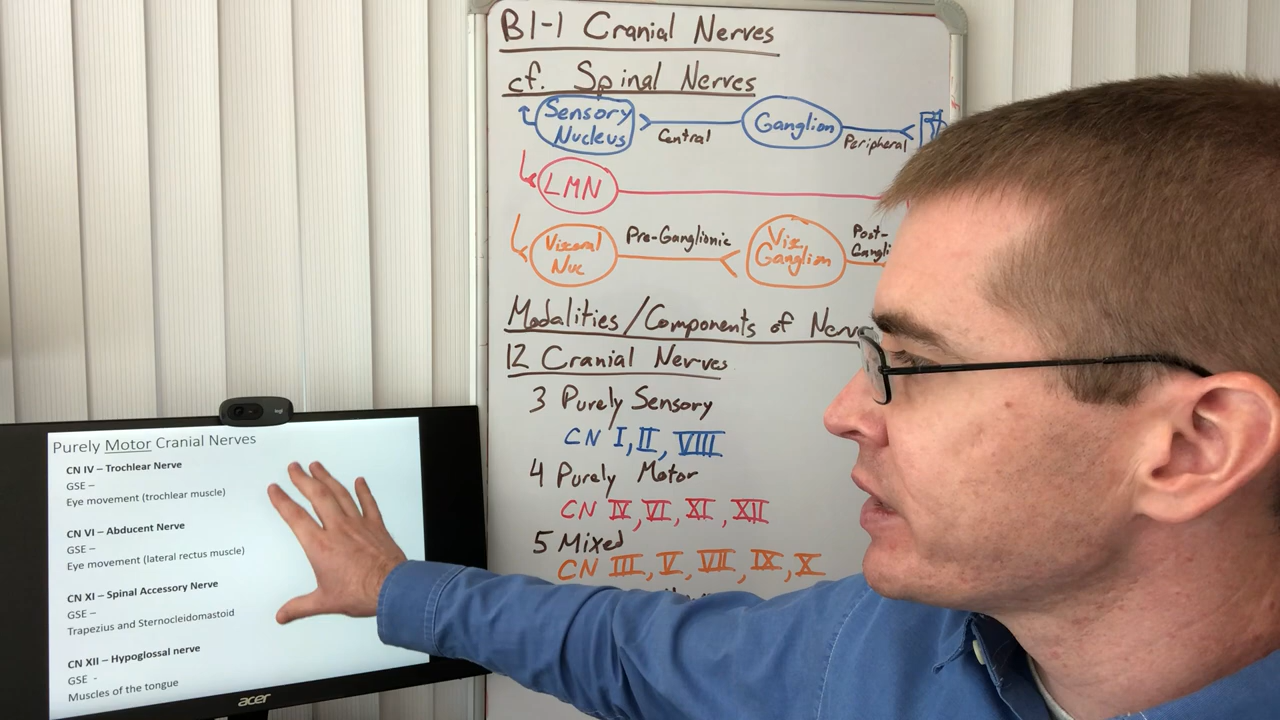 B1-1 Cranial Nerves
cf. Spinal Nerves
Sensory Nucleus
Central
Ganglion
Peripheral
LMN
Visceral Nuc
Pre-Ganglionic
Visc. Ganglion
Post-Gangli
Modalities/Components of Nerve
12 Cranial Nerves
3 Purely Sensory
CN I, II, VIII
4 Purely Motor
CN IV, VI, XI, XII
5 Mixed
CN III, V, VII, IX, X
logi
Purely Motor Cranial Nerves
CN IV – Trochlear Nerve
GSE –
Eye movement (trochlear muscle)
CN VI – Abducent Nerve
GSE –
Eye movement (lateral rectus muscle)
CN XI – Spinal Accessory Nerve
GSE –
Trapezius and Sternocleidomastoid
CN XII – Hypoglossal nerve
GSE -
Muscles of the tongue
acer